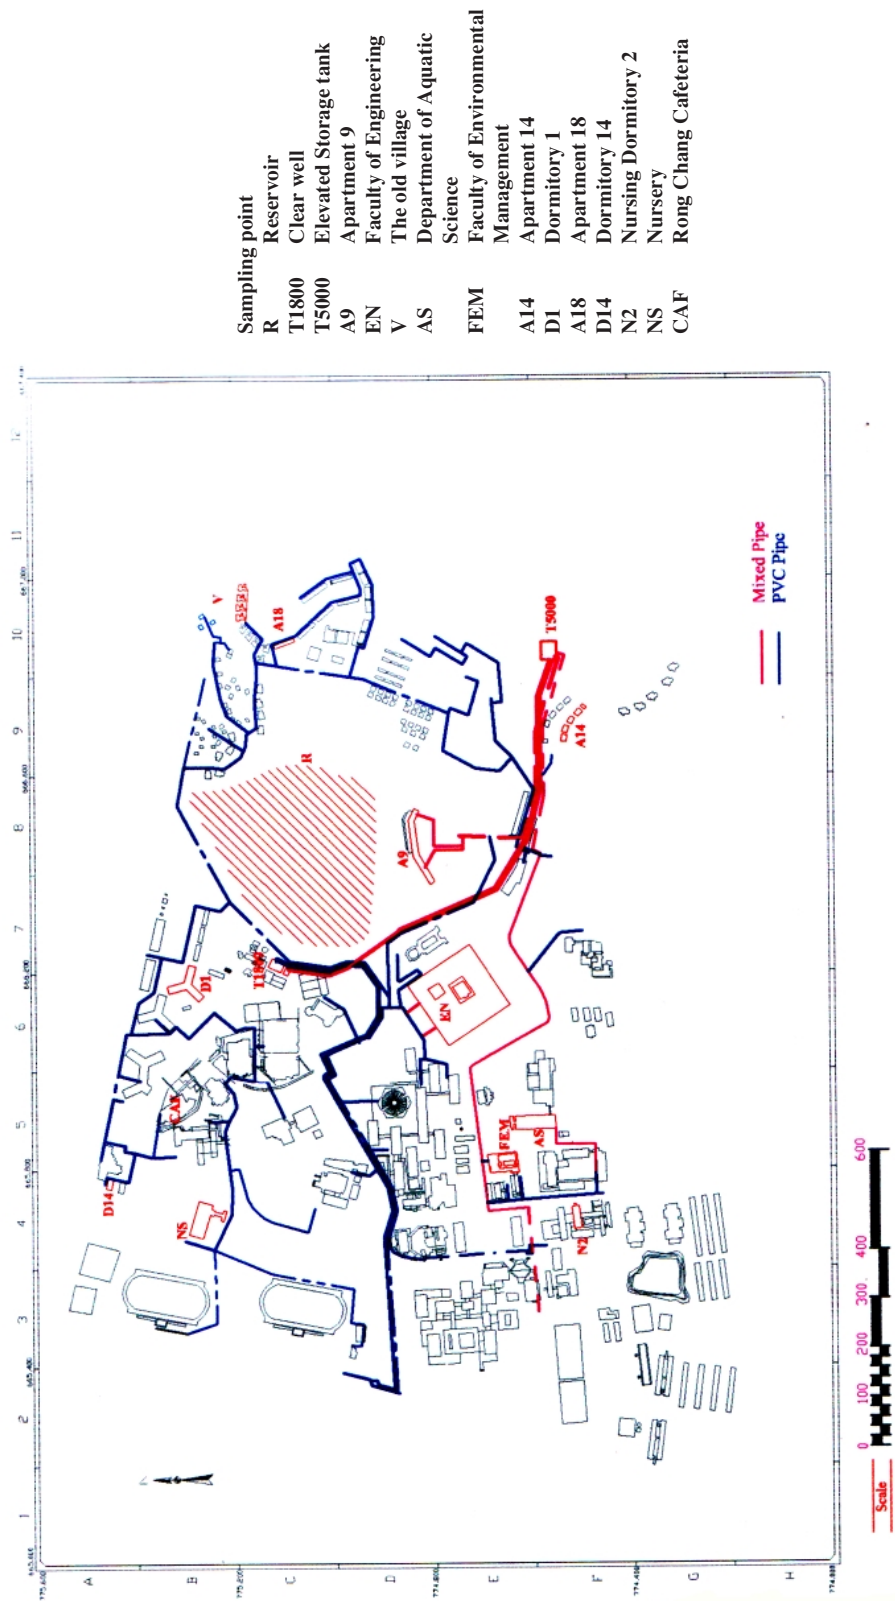 Sampling point
R Reservoir
T1800 Clear well
T5000 Elevated Storage tank
A9 Apartment 9
EN Faculty of Engineering
V The old village
AS Department of Aquatic
Science
FEM Faculty of Environmental
Management
A14 Apartment 14
D1 Dormitory 1
A18 Apartment 18
D14 Dormitory 14
N2 Nursing Dormitory 2
NS Nursery
CAF Rong Chang Cafeteria
1 2 3 4 5 6 7 8 9 10 11 12
A
B
C
D
E
F
G
H
D14
NS
CAF
D1
T1800
R
V
A18
A9
EN
FEM
AS
N2
A14
T5000
Mixed Pipe
PVC Pipe
Scale
0 100 200 300 400 600